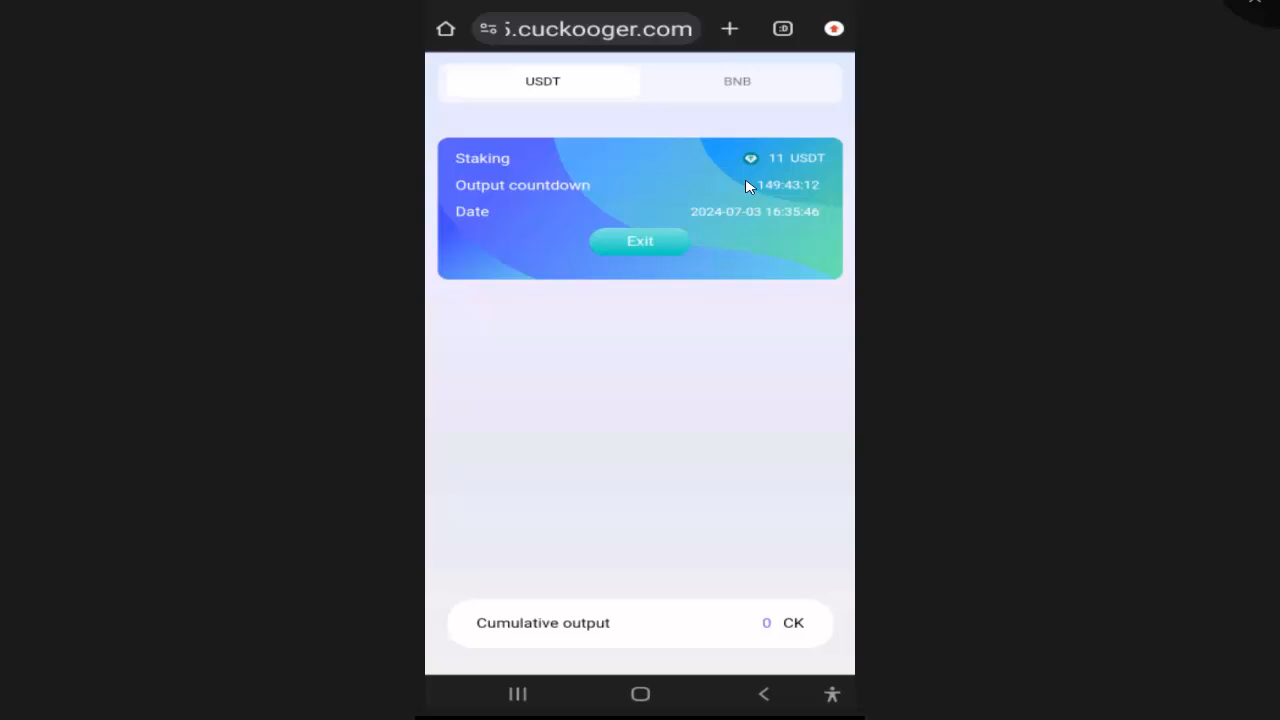 5.cuckooger.com
:D
USDT BNB
Staking 11 USDT
Output countdown 149:43:12
Date 2024-07-03 16:35:46
Exit
Cumulative output 0 CK